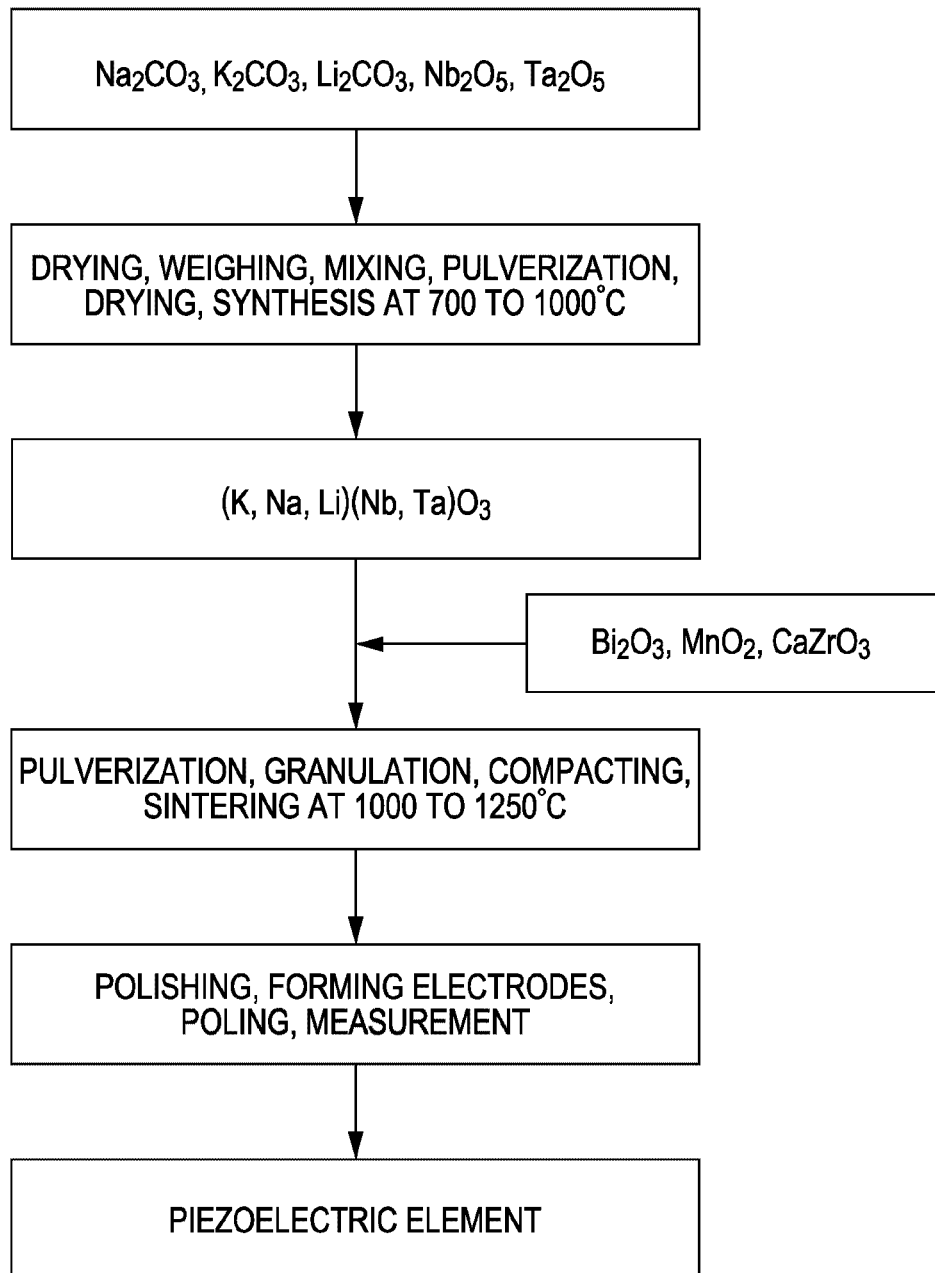 Na₂CO₃, K₂CO₃, Li₂CO₃, Nb₂O₅, Ta₂O₅
DRYING, WEIGHING, MIXING, PULVERIZATION,
DRYING, SYNTHESIS AT 700 TO 1000°C
(K, Na, Li)(Nb, Ta)O₃
Bi₂O₃, MnO₂, CaZrO₃
PULVERIZATION, GRANULATION, COMPACTING,
SINTERING AT 1000 TO 1250°C
POLISHING, FORMING ELECTRODES,
POLING, MEASUREMENT
PIEZOELECTRIC ELEMENT